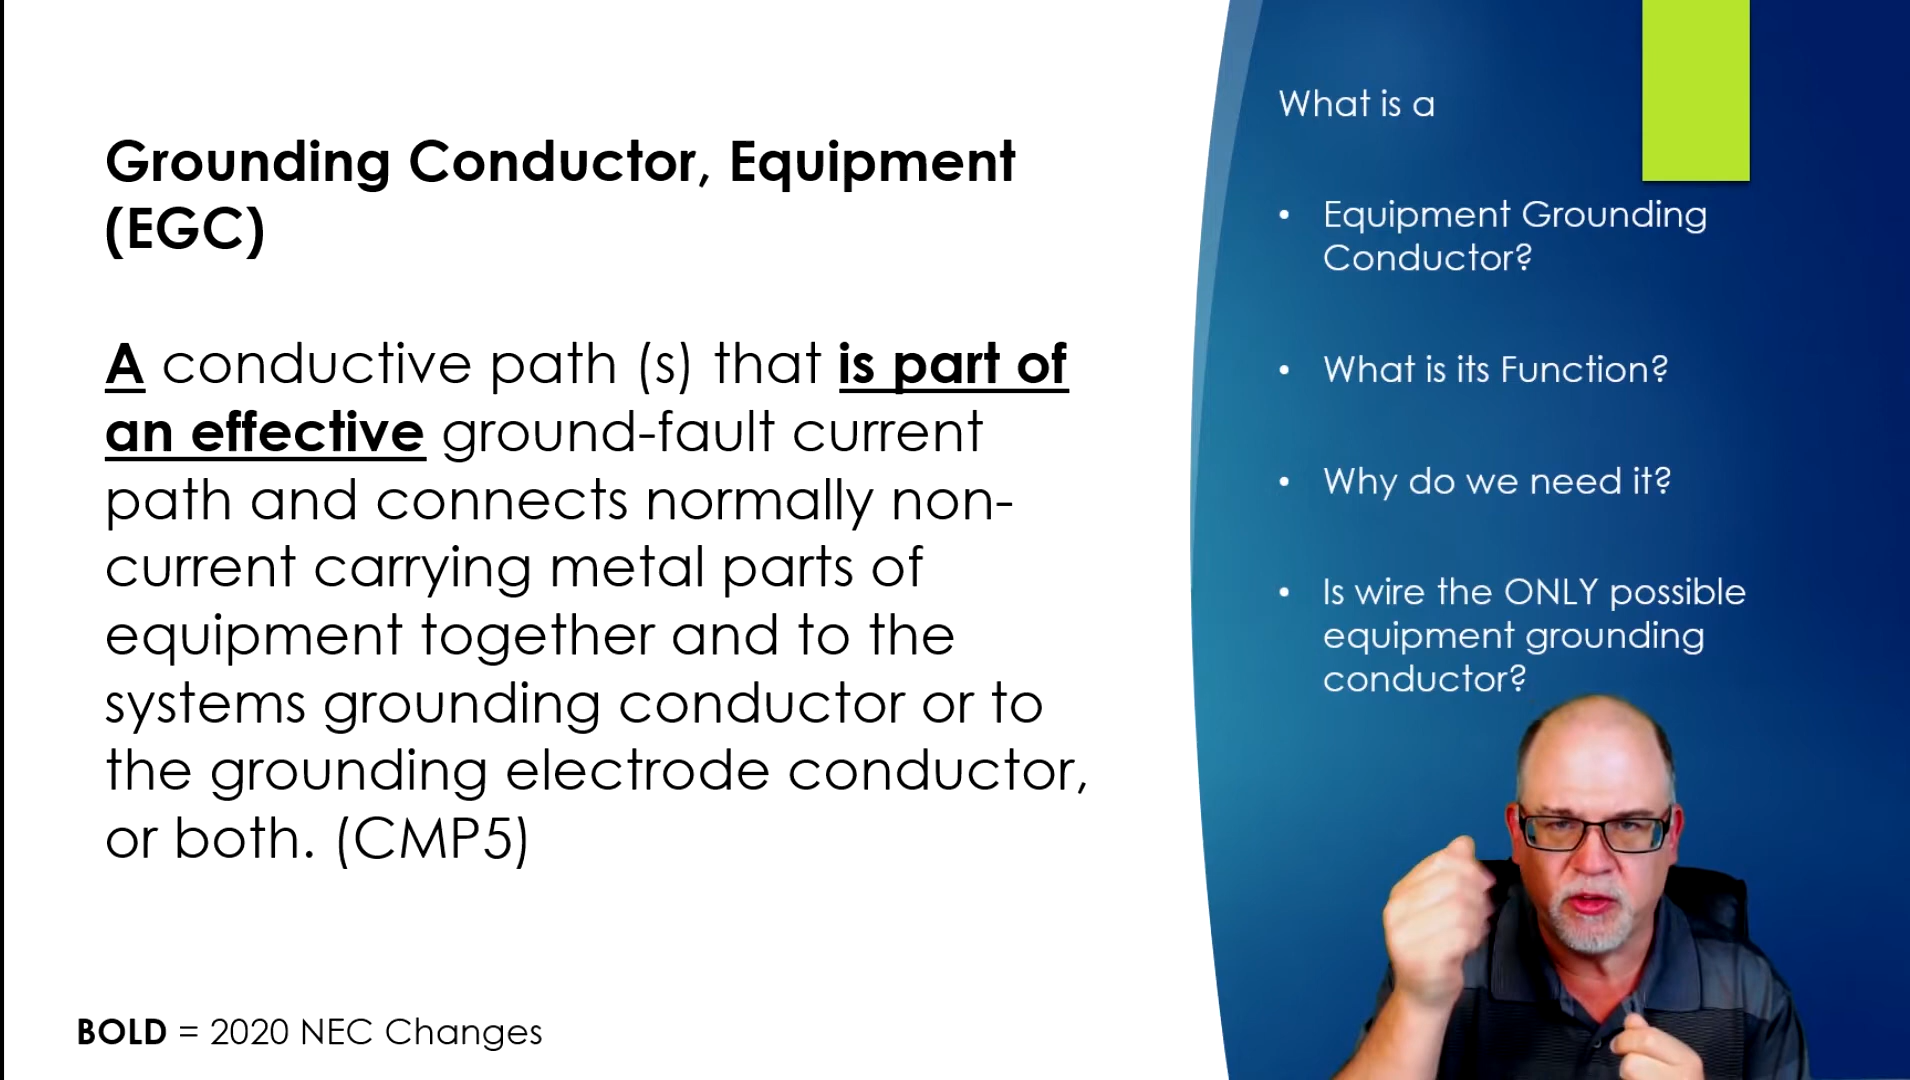 Grounding Conductor, Equipment
(EGC)
A conductive path (s) that is part of
an effective ground-fault current
path and connects normally non-
current carrying metal parts of
equipment together and to the
systems grounding conductor or to
the grounding electrode conductor,
or both. (CMP5)
BOLD = 2020 NEC Changes
What is a
• Equipment Grounding
Conductor?
• What is its Function?
• Why do we need it?
• Is wire the ONLY possible
equipment grounding
conductor?